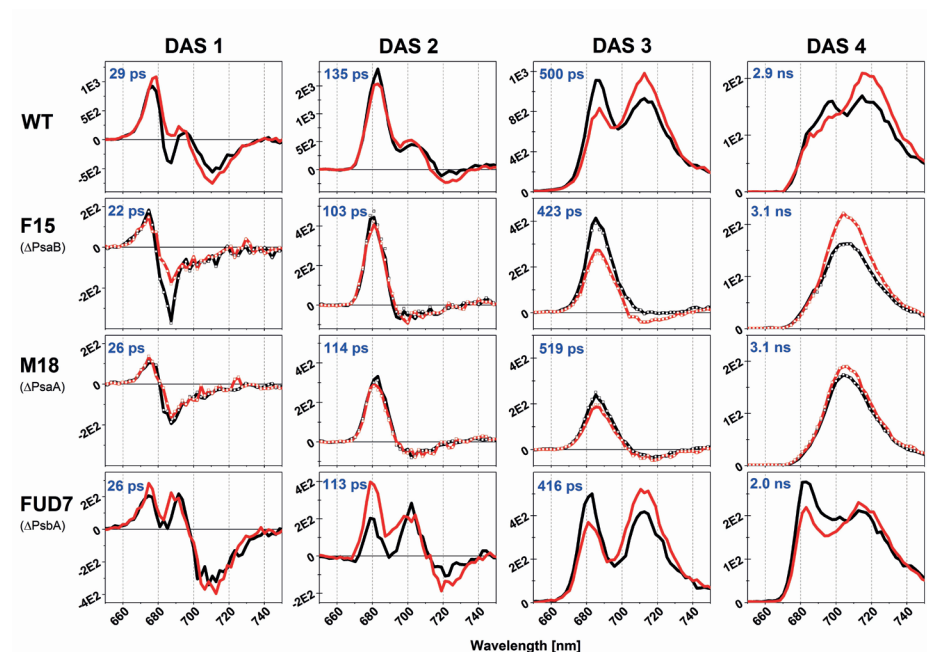 DAS 1 DAS 2 DAS 3 DAS 4
WT
29 ps 135 ps 500 ps 2.9 ns
1E3 5E2 0 -5E2
2E2 2E2 1E2 0
1E3 8E2 4E2 0
2E2 1E2 1E2 0
F15
(ΔPsaB)
22 ps 103 ps 423 ps 3.1 ns
2E2 0 -2E2
4E2 2E2 0
4E2 2E2 0
2E2 1E2 0
M18
(ΔPsaA)
26 ps 114 ps 519 ps 3.1 ns
2E2 0 -2E2
4E2 2E2 0
4E2 2E2 0
2E2 1E2 0
FUD7
(ΔPsbA)
26 ps 113 ps 416 ps 2.0 ns
2E2 0 -2E2 -4E2
4E2 2E2 0 -2E2
4E2 2E2 0
3E2 2E2 1E2 0
660 680 700 720 740 660 680 700 720 740 660 680 700 720 740 660 680 700 720 740
Wavelength [nm]